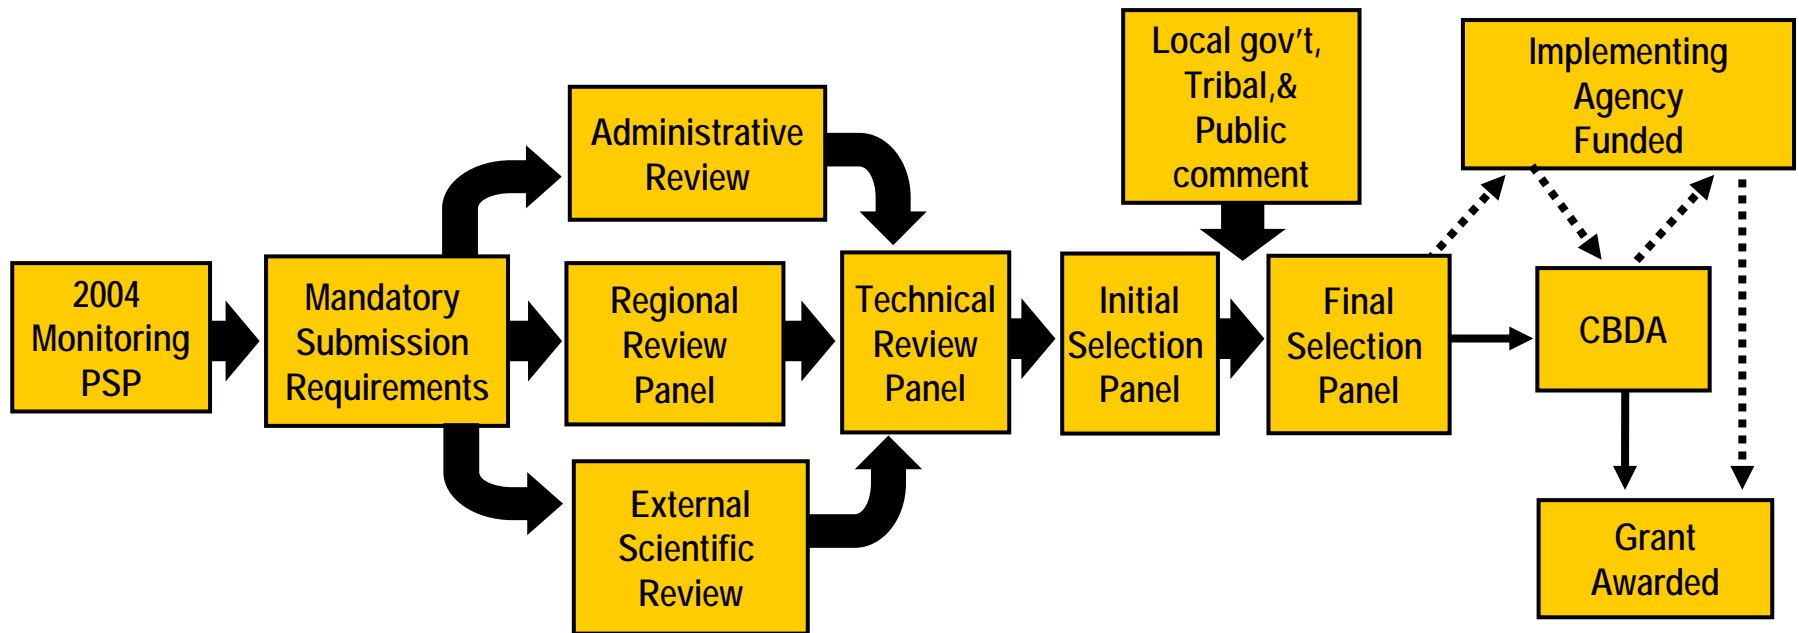 2004
Monitoring
PSP
Mandatory
Submission
Requirements
Administrative
Review
Regional
Review
Panel
External
Scientific
Review
Technical
Review
Panel
Initial
Selection
Panel
Local gov't,
Tribal,&
Public
comment
Final
Selection
Panel
Implementing
Agency
Funded
CBDA
Grant
Awarded